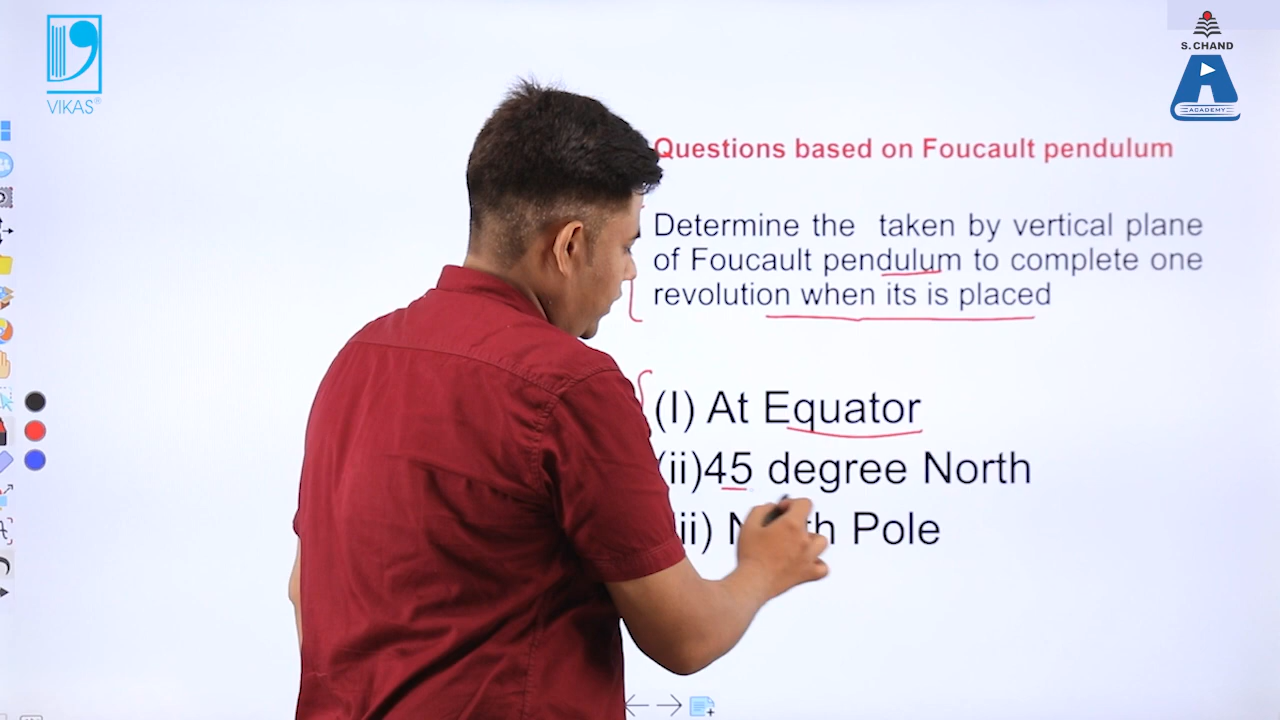 VIKAS®
S. CHAND
ACADEMY
Questions based on Foucault pendulum
Determine the taken by vertical plane
of Foucault pendulum to complete one
revolution when its is placed
(I) At Equator
(ii)45 degree North
Pole